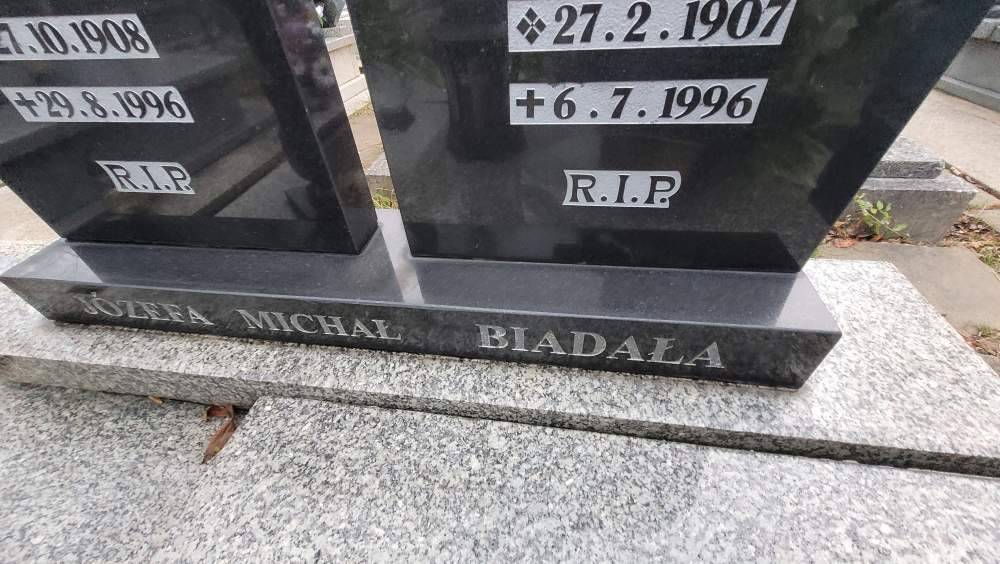 27.10.1908
+29.8.1996
R.I.P.
❖27.2.1907
+6.7.1996
R.I.P.
JÓZEFA MICHAŁ BIADAŁA